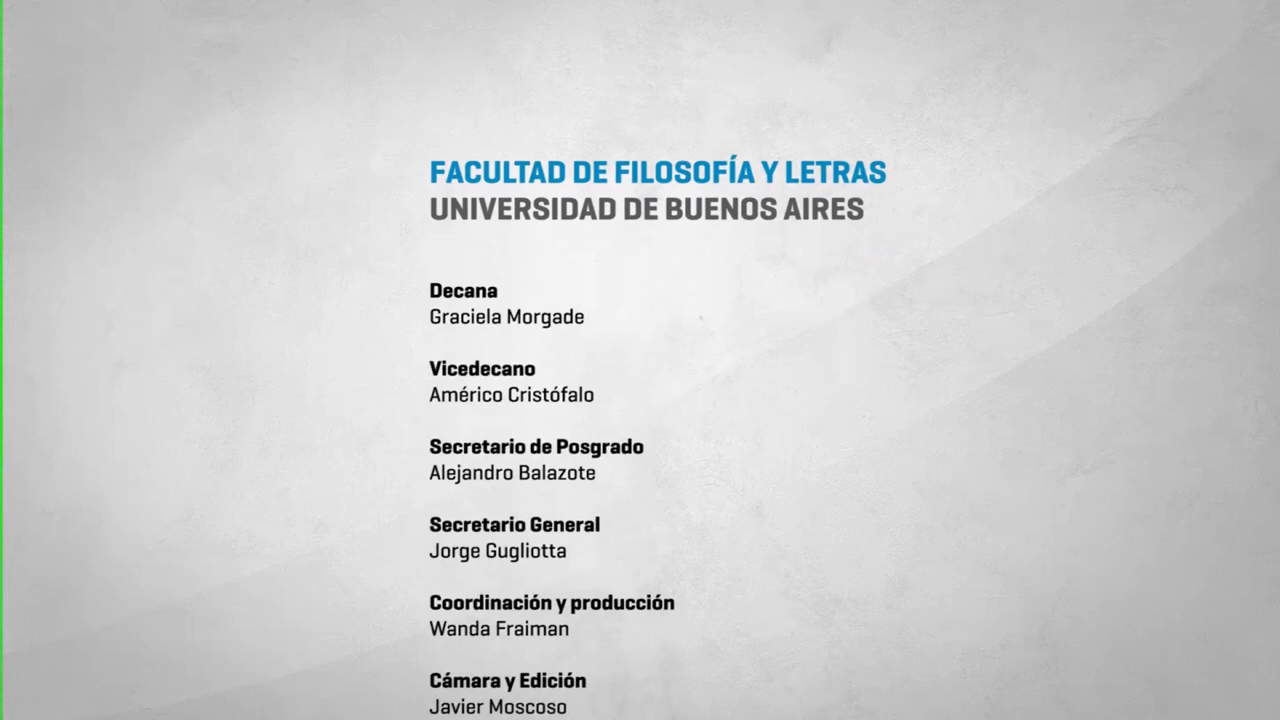 FACULTAD DE FILOSOFÍA Y LETRAS
UNIVERSIDAD DE BUENOS AIRES
Decana
Graciela Morgade
Vicedecano
Américo Cristófalo
Secretario de Posgrado
Alejandro Balazote
Secretario General
Jorge Gugliotta
Coordinación y producción
Wanda Fraiman
Cámara y Edición
Javier Moscoso